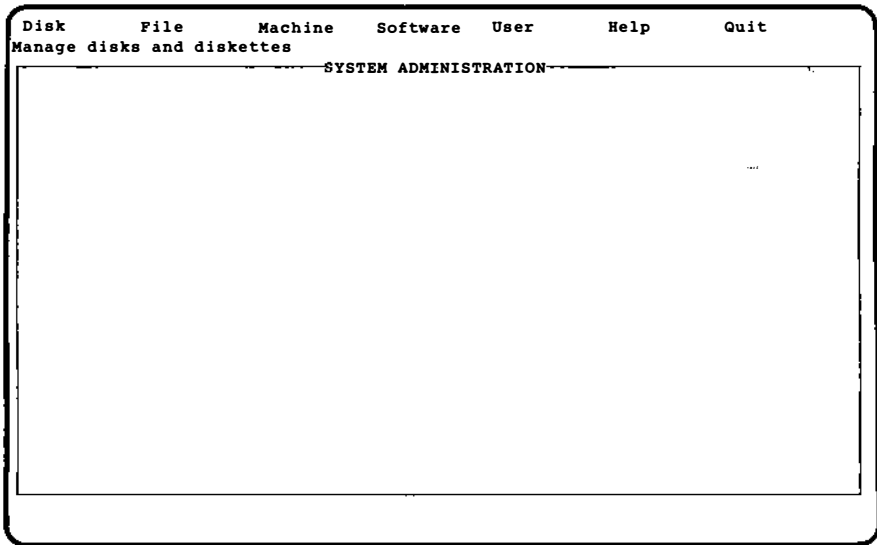 Disk File Machine Software User Help Quit
Manage disks and diskettes
SYSTEM ADMINISTRATION